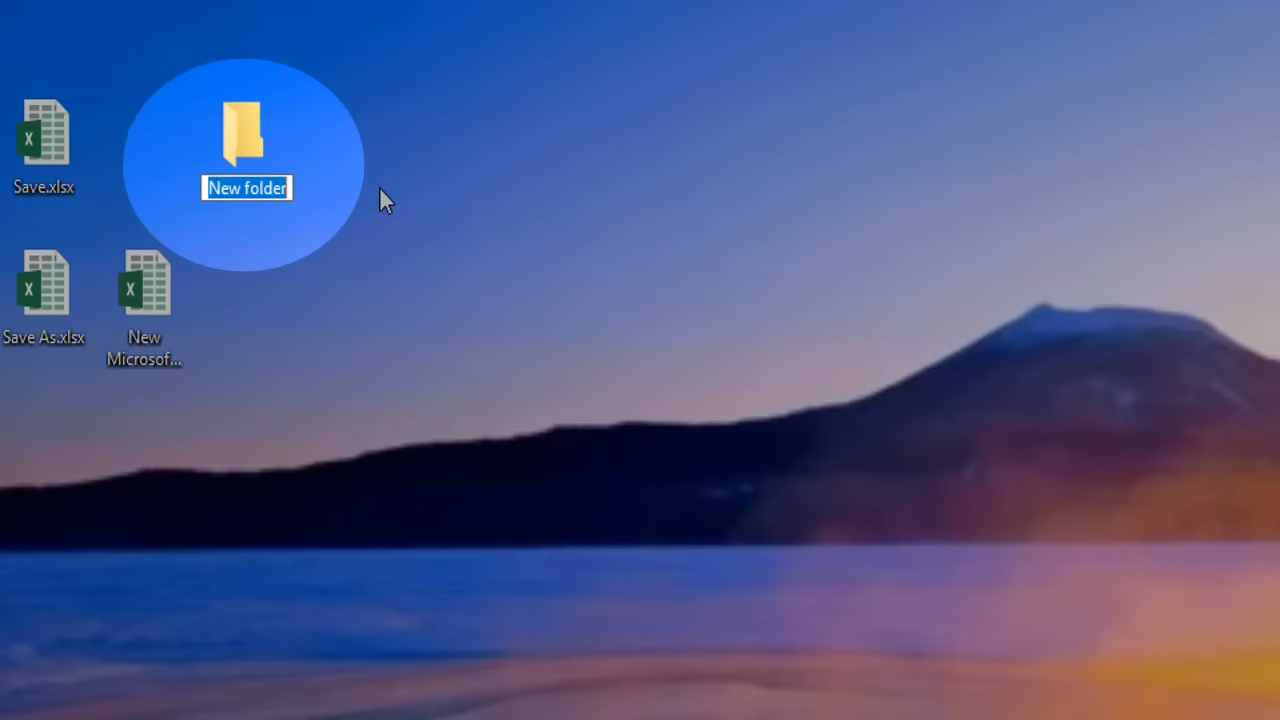 Save.xlsx
New folder
Save As.xlsx
New
Microsof...